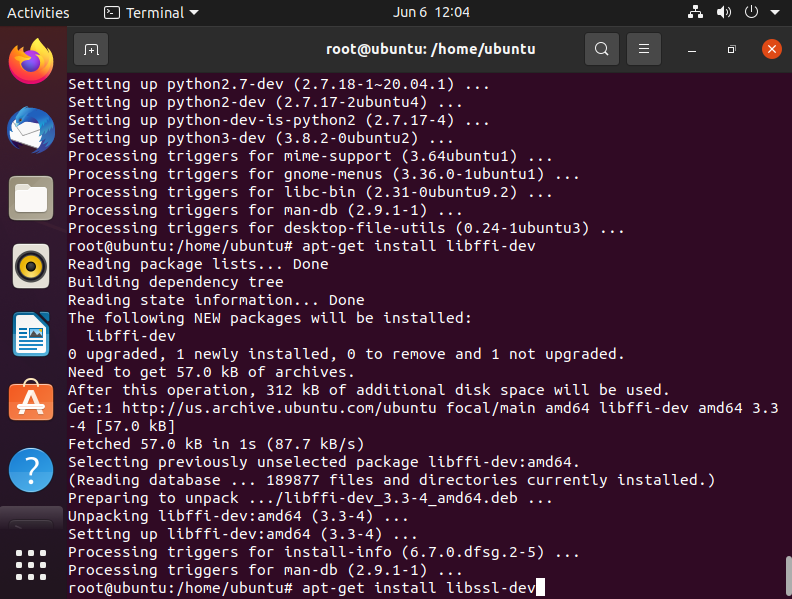 Activities
Terminal
Jun 6 12:04
root@ubuntu: /home/ubuntu
Setting up python2.7-dev (2.7.18-1~20.04.1) ...
Setting up python2-dev (2.7.17-2ubuntu4) ...
Setting up python-dev-is-python2 (2.7.17-4) ...
Setting up python3-dev (3.8.2-0ubuntu2) ...
Processing triggers for mime-support (3.64ubuntu1) ...
Processing triggers for gnome-menus (3.36.0-1ubuntu1) ...
Processing triggers for libc-bin (2.31-0ubuntu9.2) ...
Processing triggers for man-db (2.9.1-1) ...
Processing triggers for desktop-file-utils (0.24-1ubuntu3) ...
root@ubuntu:/home/ubuntu# apt-get install libffi-dev
Reading package lists... Done
Building dependency tree
Reading state information... Done
The following NEW packages will be installed:
  libffi-dev
0 upgraded, 1 newly installed, 0 to remove and 1 not upgraded.
Need to get 57.0 kB of archives.
After this operation, 312 kB of additional disk space will be used.
Get:1 http://us.archive.ubuntu.com/ubuntu focal/main amd64 libffi-dev amd64 3.3
-4 [57.0 kB]
Fetched 57.0 kB in 1s (87.7 kB/s)
Selecting previously unselected package libffi-dev:amd64.
(Reading database ... 189877 files and directories currently installed.)
Preparing to unpack .../libffi-dev_3.3-4_amd64.deb ...
Unpacking libffi-dev:amd64 (3.3-4) ...
Setting up libffi-dev:amd64 (3.3-4) ...
Processing triggers for install-info (6.7.0.dfsg.2-5) ...
Processing triggers for man-db (2.9.1-1) ...
root@ubuntu:/home/ubuntu# apt-get install libssl-dev